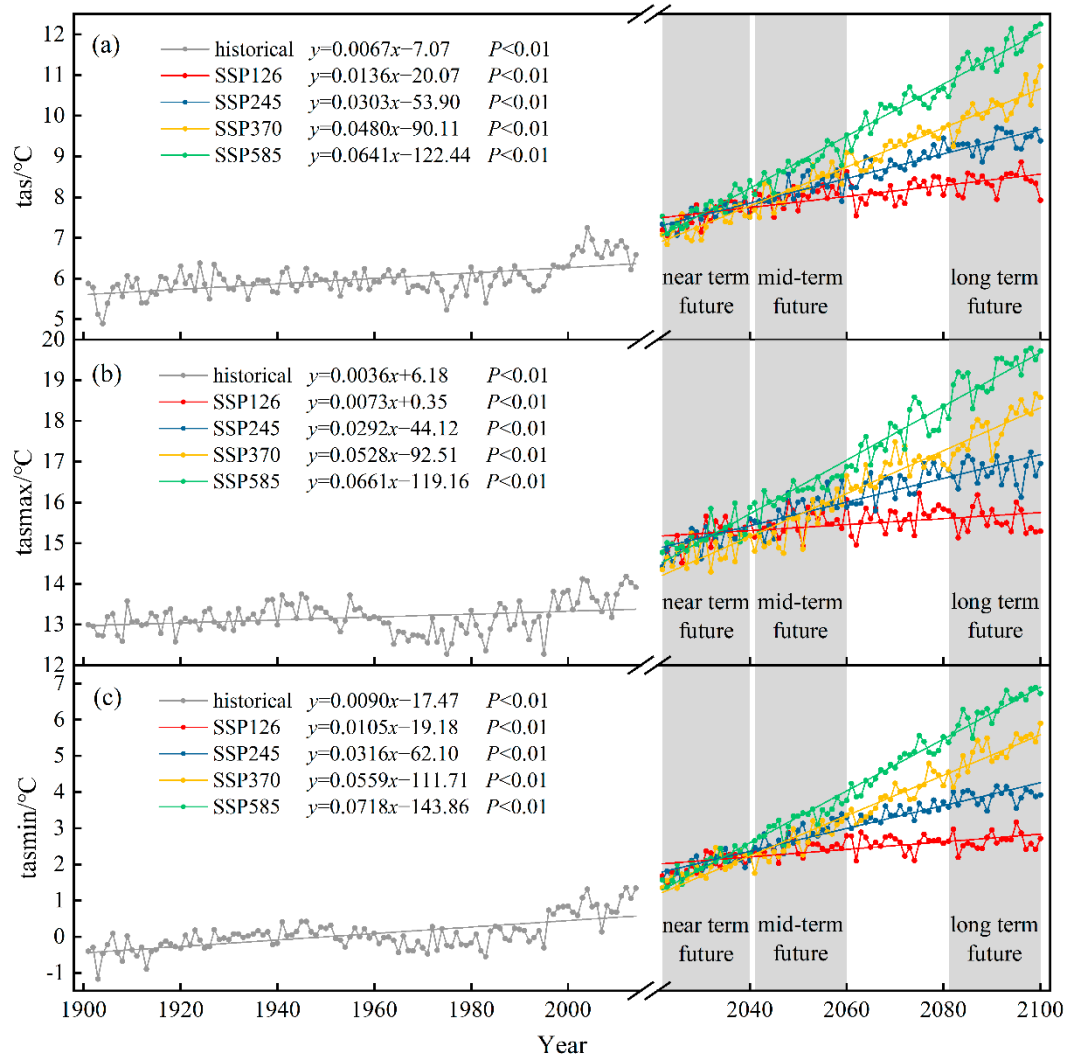 (a)
historical y=0.0067x−7.07 P<0.01
SSP126 y=0.0136x−20.07 P<0.01
SSP245 y=0.0303x−53.90 P<0.01
SSP370 y=0.0480x−90.11 P<0.01
SSP585 y=0.0641x−122.44 P<0.01
tas/°C
12
11
10
9
8
7
6
5
near term future
mid-term future
long term future
(b)
historical y=0.0036x+6.18 P<0.01
SSP126 y=0.0073x+0.35 P<0.01
SSP245 y=0.0292x−44.12 P<0.01
SSP370 y=0.0528x−92.51 P<0.01
SSP585 y=0.0661x−119.16 P<0.01
tasmax/°C
20
19
18
17
16
15
14
13
12
near term future
mid-term future
long term future
(c)
historical y=0.0090x−17.47 P<0.01
SSP126 y=0.0105x−19.18 P<0.01
SSP245 y=0.0316x−62.10 P<0.01
SSP370 y=0.0559x−111.71 P<0.01
SSP585 y=0.0718x−143.86 P<0.01
tasmin/°C
7
6
5
4
3
2
1
0
-1
near term future
mid-term future
long term future
1900 1920 1940 1960 1980 2000 2040 2060 2080 2100
Year